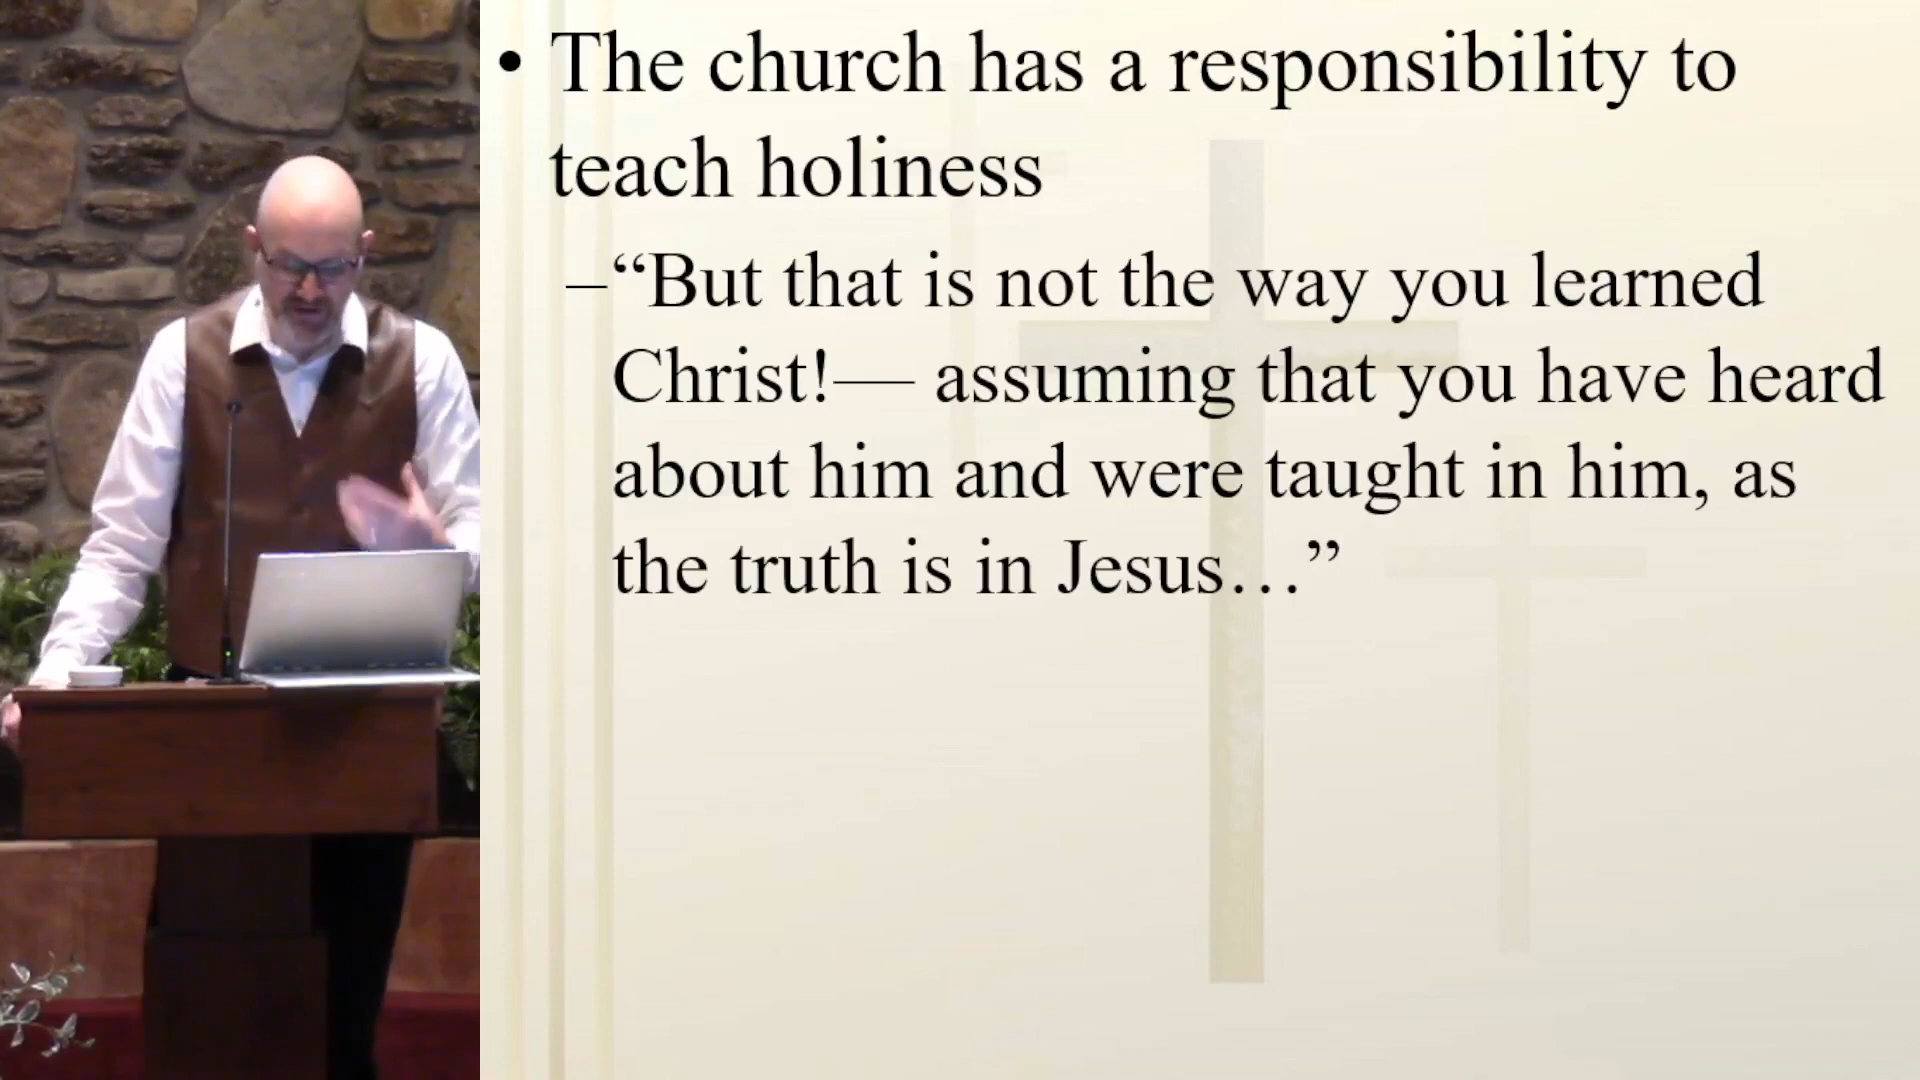 • The church has a responsibility to
teach holiness
–“But that is not the way you learned
Christ!— assuming that you have heard
about him and were taught in him, as
the truth is in Jesus…”